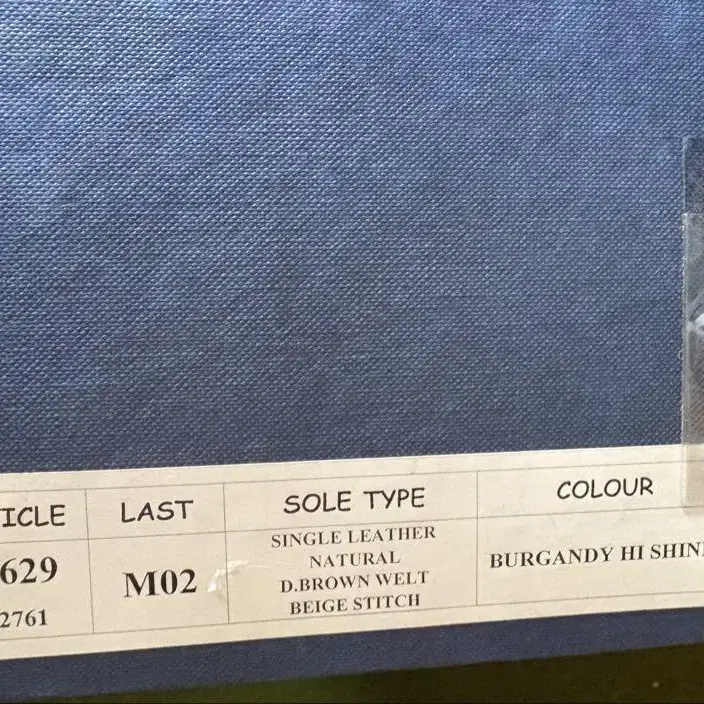 ICLE LAST SOLE TYPE COLOUR
629 M02 SINGLE LEATHER
NATURAL
D.BROWN WELT
BEIGE STITCH BURGANDY HI SHIN
2761